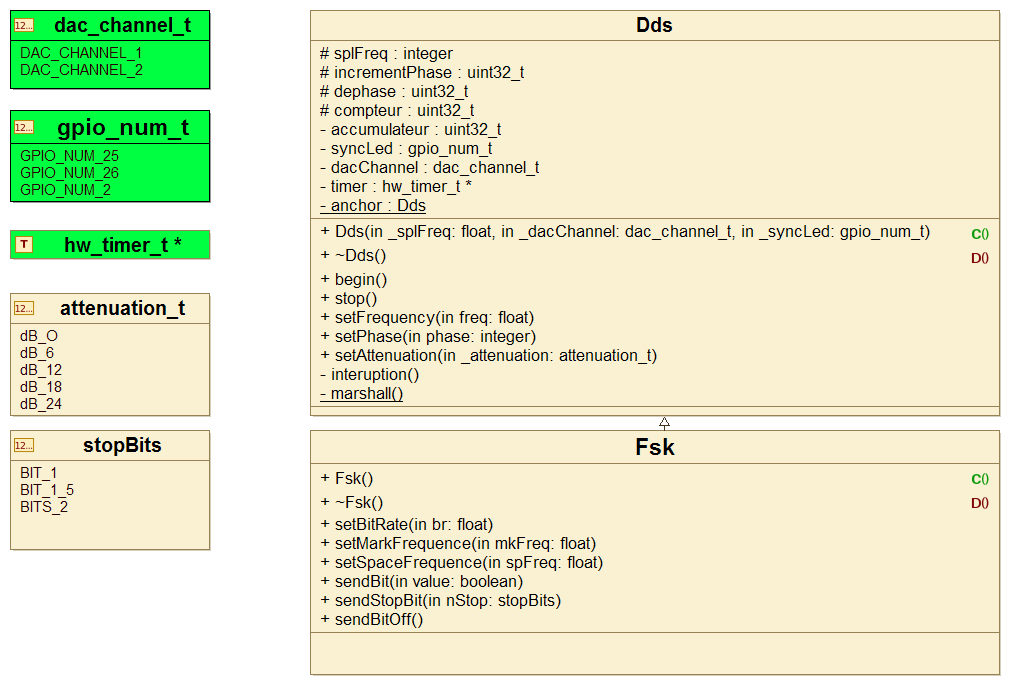 12... dac_channel_t
DAC_CHANNEL_1
DAC_CHANNEL_2
12... gpio_num_t
GPIO_NUM_25
GPIO_NUM_26
GPIO_NUM_2
T hw_timer_t *
12... attenuation_t
dB_O
dB_6
dB_12
dB_18
dB_24
12... stopBits
BIT_1
BIT_1_5
BITS_2
Dds
# splFreq : integer
# incrementPhase : uint32_t
# dephase : uint32_t
# compteur : uint32_t
- accumulateur : uint32_t
- syncLed : gpio_num_t
- dacChannel : dac_channel_t
- timer : hw_timer_t *
- anchor : Dds
+ Dds(in _splFreq: float, in _dacChannel: dac_channel_t, in _syncLed: gpio_num_t) C()
+ ~Dds() D()
+ begin()
+ stop()
+ setFrequency(in freq: float)
+ setPhase(in phase: integer)
+ setAttenuation(in _attenuation: attenuation_t)
- interuption()
- marshall()
Fsk
+ Fsk() C()
+ ~Fsk() D()
+ setBitRate(in br: float)
+ setMarkFrequence(in mkFreq: float)
+ setSpaceFrequence(in spFreq: float)
+ sendBit(in value: boolean)
+ sendStopBit(in nStop: stopBits)
+ sendBitOff()